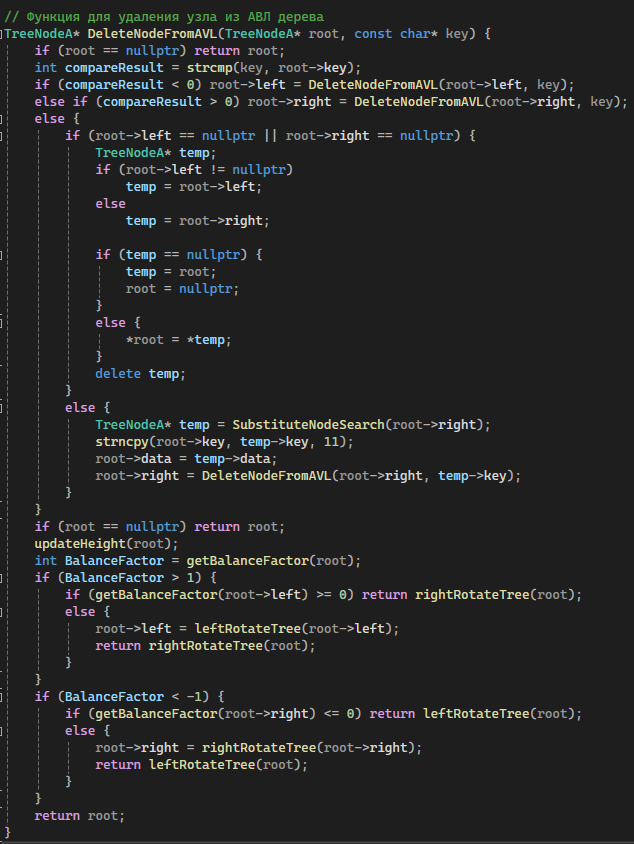 // Функция для удаления узла из АВЛ дерева
TreeNodeA* DeleteNodeFromAVL(TreeNodeA* root, const char* key) {
    if (root == nullptr) return root;
    int compareResult = strcmp(key, root->key);
    if (compareResult < 0) root->left = DeleteNodeFromAVL(root->left, key);
    else if (compareResult > 0) root->right = DeleteNodeFromAVL(root->right, key);
    else {
        if (root->left == nullptr || root->right == nullptr) {
            TreeNodeA* temp;
            if (root->left != nullptr)
                temp = root->left;
            else
                temp = root->right;

            if (temp == nullptr) {
                temp = root;
                root = nullptr;
            }
            else {
                *root = *temp;
            }
            delete temp;
        }
        else {
            TreeNodeA* temp = SubstituteNodeSearch(root->right);
            strncpy(root->key, temp->key, 11);
            root->data = temp->data;
            root->right = DeleteNodeFromAVL(root->right, temp->key);
        }
    }
    if (root == nullptr) return root;
    updateHeight(root);
    int BalanceFactor = getBalanceFactor(root);
    if (BalanceFactor > 1) {
        if (getBalanceFactor(root->left) >= 0) return rightRotateTree(root);
        else {
            root->left = leftRotateTree(root->left);
            return rightRotateTree(root);
        }
    }
    if (BalanceFactor < -1) {
        if (getBalanceFactor(root->right) <= 0) return leftRotateTree(root);
        else {
            root->right = rightRotateTree(root->right);
            return leftRotateTree(root);
        }
    }
    return root;
}